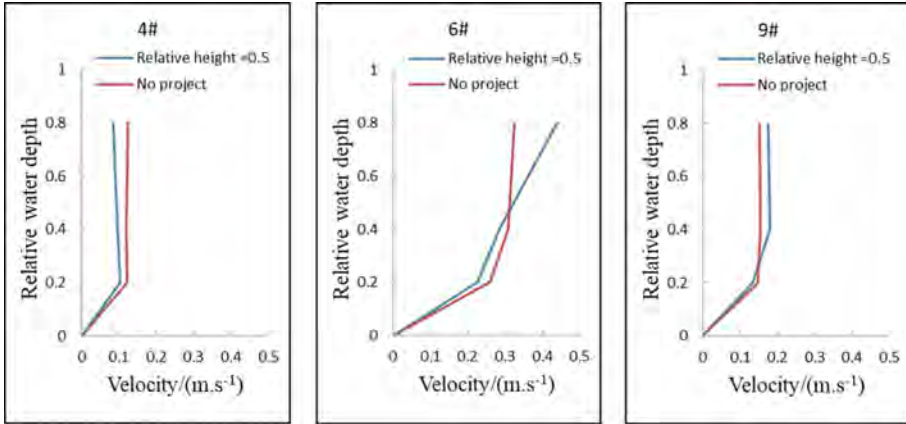 4#
Relative height =0.5
No project
1
0.8
0.6
0.4
0.2
0
Relative water depth
0 0.1 0.2 0.3 0.4 0.5
Velocity/(m.s⁻¹)
6#
Relative height =0.5
No project
1
0.8
0.6
0.4
0.2
0
Relative water depth
0 0.1 0.2 0.3 0.4 0.5
Velocity/(m.s⁻¹)
9#
Relative height =0.5
No project
1
0.8
0.6
0.4
0.2
0
Relative water depth
0 0.1 0.2 0.3 0.4 0.5
Velocity/(m.s⁻¹)